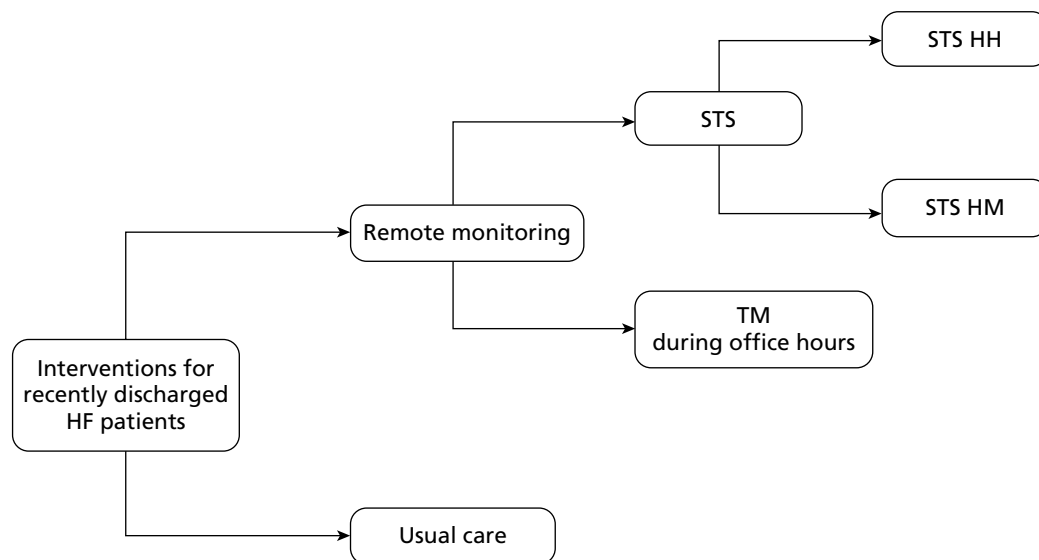 STS HH
STS
STS HM
Remote monitoring
TM
during office hours
Interventions for
recently discharged
HF patients
Usual care